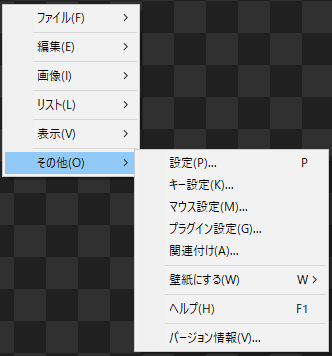 ファイル(F)
編集(E)
画像(I)
リスト(L)
表示(V)
その他(O)
設定(P)... P
キー設定(K)...
マウス設定(M)...
プラグイン設定(G)...
関連付け(A)...
壁紙にする(W) W
ヘルプ(H) F1
バージョン情報(V)...